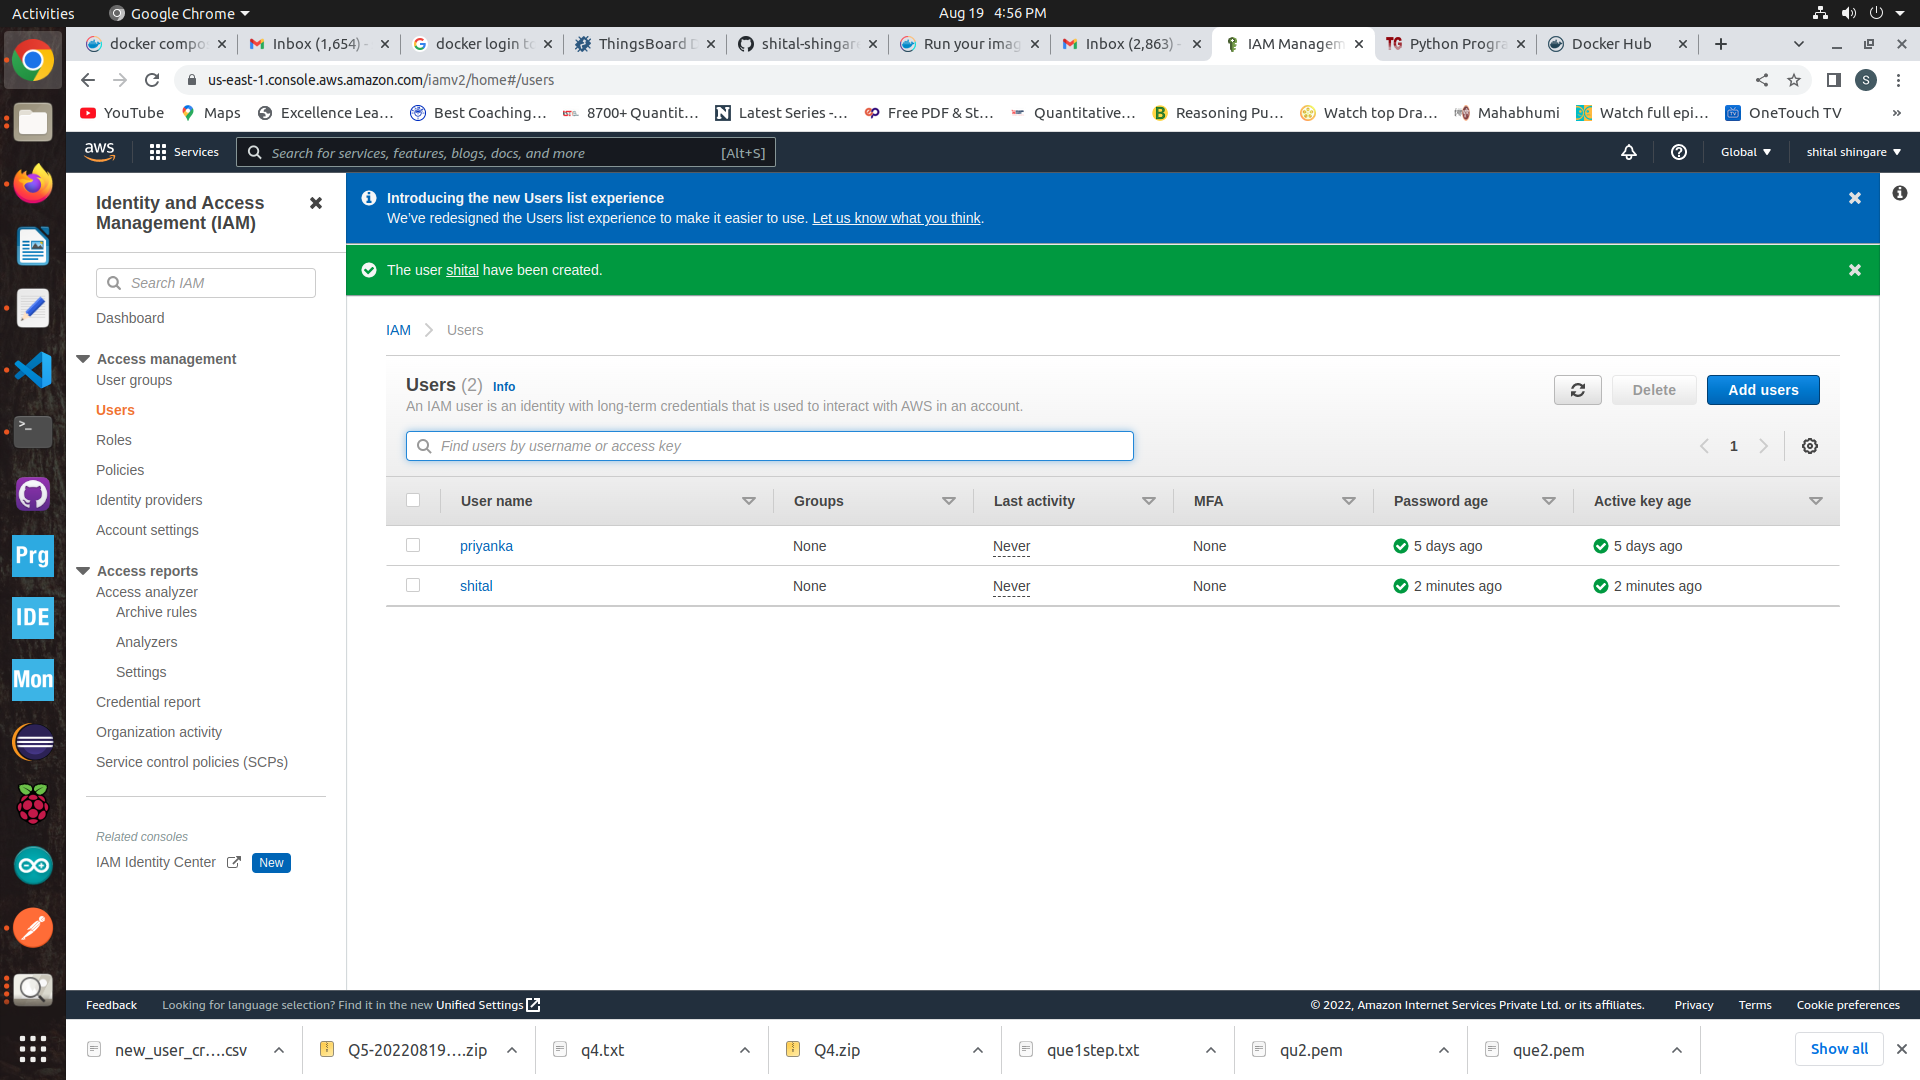 Activities
Google Chrome
Aug 19 4:56 PM
docker compo
Inbox (1,654) -
docker login to
ThingsBoard D
shital-shingare
Run your imag
Inbox (2,863) -
IAM Managem
Python Progra
Docker Hub
us-east-1.console.aws.amazon.com/iamv2/home#/users
S
YouTube
Maps
Excellence Lea...
Best Coaching...
8700+ Quantit...
Latest Series -...
Free PDF & St...
Quantitative...
Reasoning Pu...
Watch top Dra...
Mahabhumi
Watch full epi...
OneTouch TV
»
aws
Services
Search for services, features, blogs, docs, and more
[Alt+S]
Global
shital shingare
Identity and Access
Management (IAM)
Search IAM
Dashboard
Access management
User groups
Users
Roles
Policies
Identity providers
Account settings
Access reports
Access analyzer
Archive rules
Analyzers
Settings
Credential report
Organization activity
Service control policies (SCPs)
Related consoles
IAM Identity Center
New
Introducing the new Users list experience
We've redesigned the Users list experience to make it easier to use. Let us know what you think.
The user shital have been created.
IAM
Users
Users (2) Info
An IAM user is an identity with long-term credentials that is used to interact with AWS in an account.
Delete
Add users
Find users by username or access key
1
User name
Groups
Last activity
MFA
Password age
Active key age
priyanka
None
Never
None
5 days ago
5 days ago
shital
None
Never
None
2 minutes ago
2 minutes ago
Prg
IDE
Mon
Feedback
Looking for language selection? Find it in the new Unified Settings
© 2022, Amazon Internet Services Private Ltd. or its affiliates.
Privacy
Terms
Cookie preferences
new_user_cr....csv
Q5-20220819....zip
q4.txt
Q4.zip
que1step.txt
qu2.pem
que2.pem
Show all